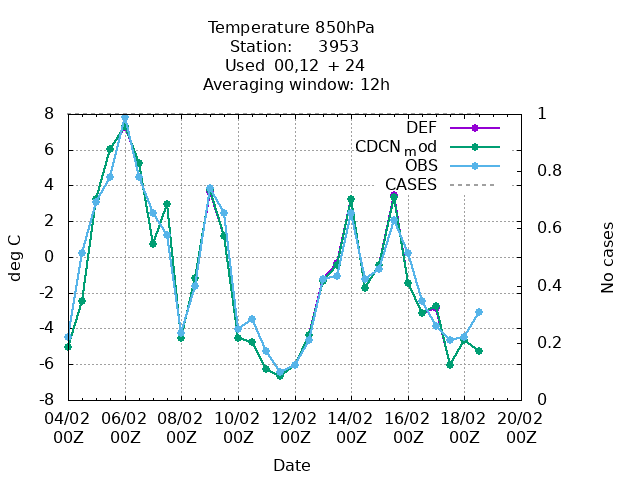 Temperature 850hPa
Station: 3953
Used 00,12 + 24
Averaging window: 12h
8
6
4
2
0
-2
-4
-6
-8
deg C
1
0.8
0.6
0.4
0.2
0
No cases
DEF
CDCNmod
OBS
CASES
04/02 06/02 08/02 10/02 12/02 14/02 16/02 18/02 20/02
00Z 00Z 00Z 00Z 00Z 00Z 00Z 00Z 00Z
Date